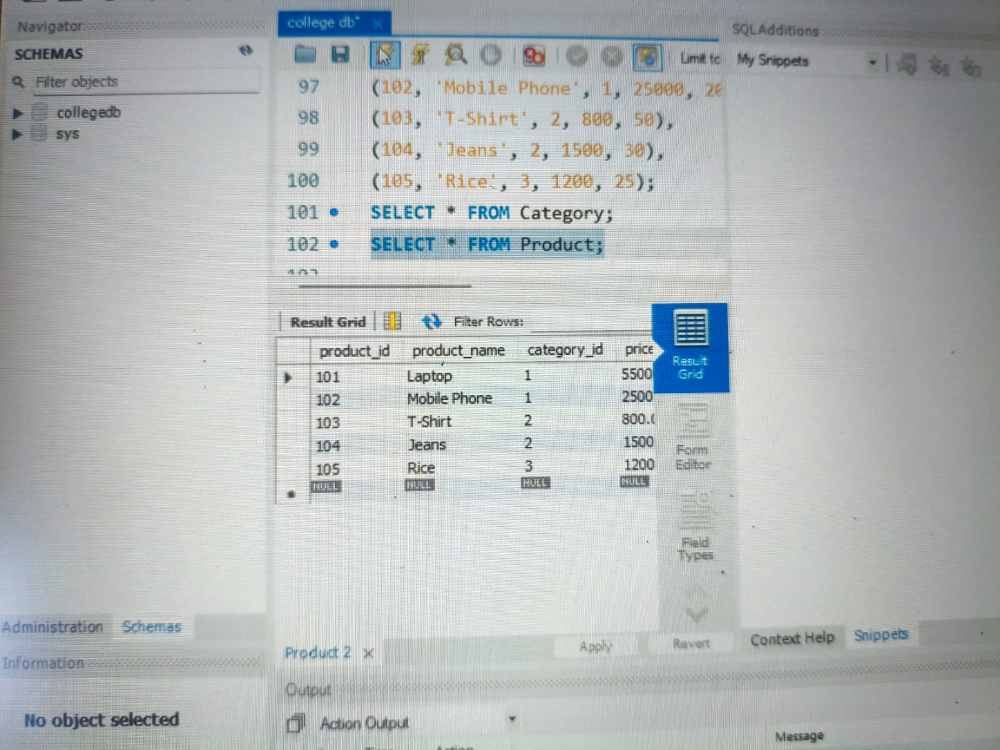 Navigator
SCHEMAS
Filter objects
collegedb
sys
Administration Schemas
Information
No object selected
college db*
Limit to
97 (102, 'Mobile Phone', 1, 25000, 20
98 (103, 'T-Shirt', 2, 800, 50),
99 (104, 'Jeans', 2, 1500, 30),
100 (105, 'Rice', 3, 1200, 25);
101 SELECT * FROM Category;
102 SELECT * FROM Product;
Result Grid Filter Rows:
product_id product_name category_id price
101 Laptop 1 5500
102 Mobile Phone 1 2500
103 T-Shirt 2 800.0
104 Jeans 2 1500
105 Rice 3 1200
NULL NULL NULL NULL
Result
Grid
Form
Editor
Field
Types
Product 2 Apply Revert
Output
Action Output
Message
SQLAdditions
My Snippets
Context Help Snippets